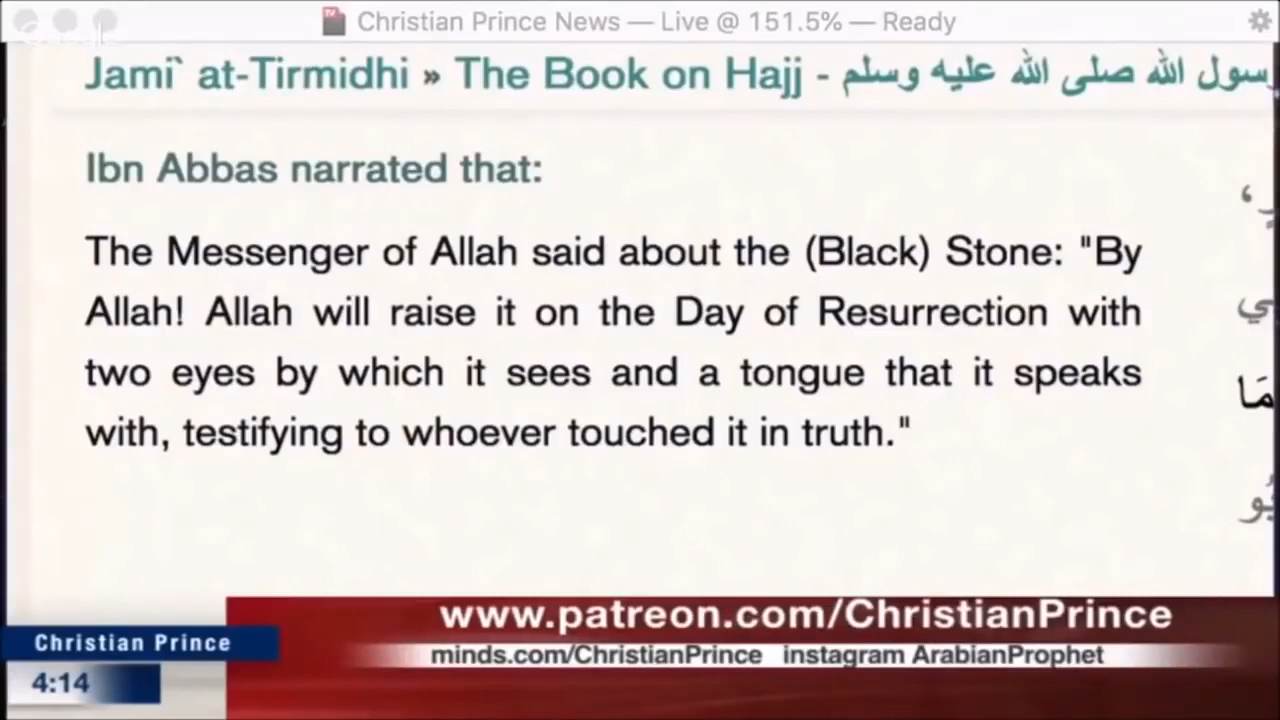 Christian Prince News — Live @ 151.5% — Ready
Jami` at-Tirmidhi » The Book on Hajj - رسول الله صلى الله عليه وسلم
Ibn Abbas narrated that:
The Messenger of Allah said about the (Black) Stone: "By
Allah! Allah will raise it on the Day of Resurrection with
two eyes by which it sees and a tongue that it speaks
with, testifying to whoever touched it in truth."
www.patreon.com/ChristianPrince
Christian Prince
minds.com/ChristianPrince instagram ArabianProphet
4:14